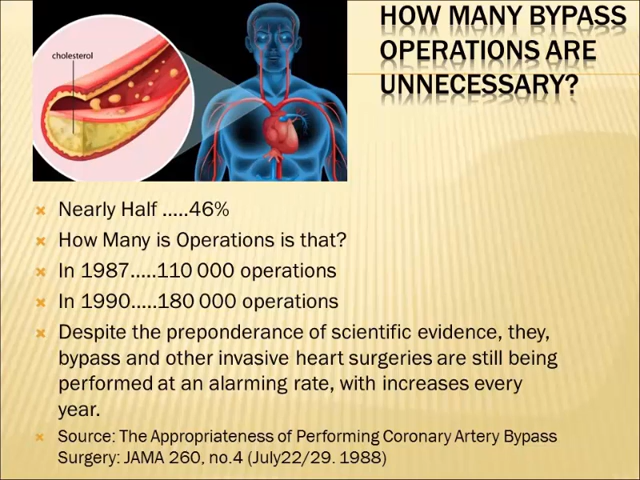 HOW MANY BYPASS
OPERATIONS ARE
UNNECESSARY?
cholesterol
Nearly Half .....46%
How Many is Operations is that?
In 1987.....110 000 operations
In 1990.....180 000 operations
Despite the preponderance of scientific evidence, they,
bypass and other invasive heart surgeries are still being
performed at an alarming rate, with increases every
year.
Source: The Appropriateness of Performing Coronary Artery Bypass
Surgery: JAMA 260, no.4 (July22/29. 1988)